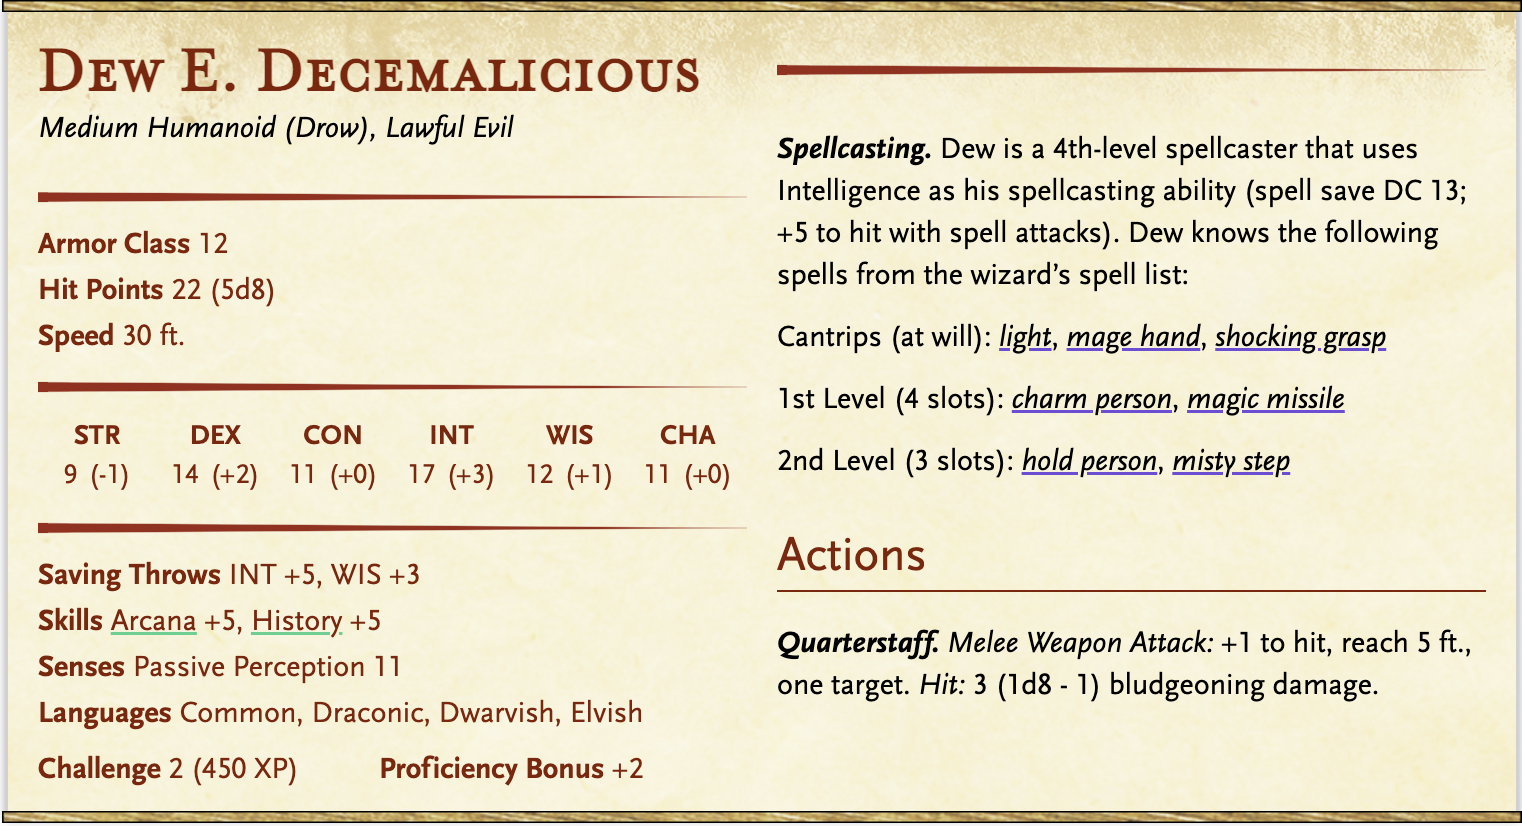 Dew E. Decemalicious
Medium Humanoid (Drow), Lawful Evil
Armor Class 12
Hit Points 22 (5d8)
Speed 30 ft.
STR DEX CON INT WIS CHA
9 (-1) 14 (+2) 11 (+0) 17 (+3) 12 (+1) 11 (+0)
Saving Throws INT +5, WIS +3
Skills Arcana +5, History +5
Senses Passive Perception 11
Languages Common, Draconic, Dwarvish, Elvish
Challenge 2 (450 XP) Proficiency Bonus +2
Spellcasting. Dew is a 4th-level spellcaster that uses
Intelligence as his spellcasting ability (spell save DC 13;
+5 to hit with spell attacks). Dew knows the following
spells from the wizard’s spell list:
Cantrips (at will): light, mage hand, shocking grasp
1st Level (4 slots): charm person, magic missile
2nd Level (3 slots): hold person, misty step
Actions
Quarterstaff. Melee Weapon Attack: +1 to hit, reach 5 ft.,
one target. Hit: 3 (1d8 - 1) bludgeoning damage.